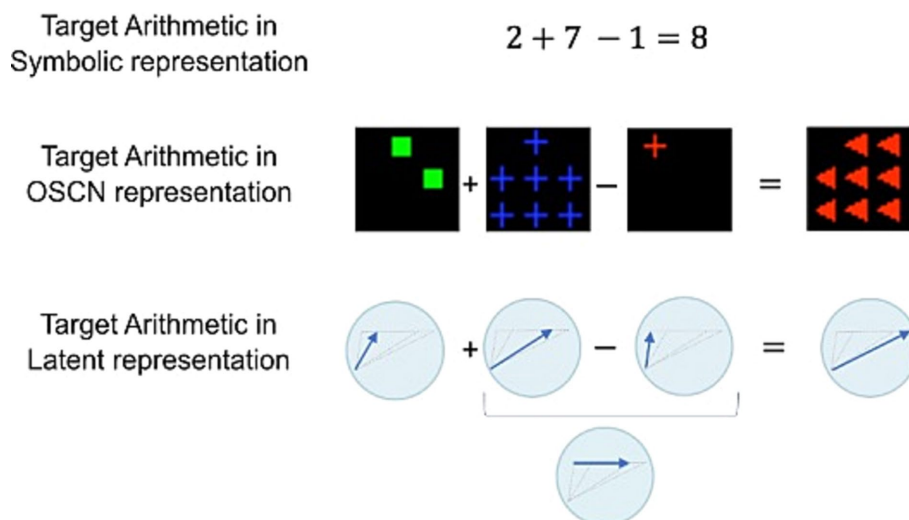 Target Arithmetic in
Symbolic representation
2 + 7 − 1 = 8
Target Arithmetic in
OSCN representation
+ − =
Target Arithmetic in
Latent representation
+ − =